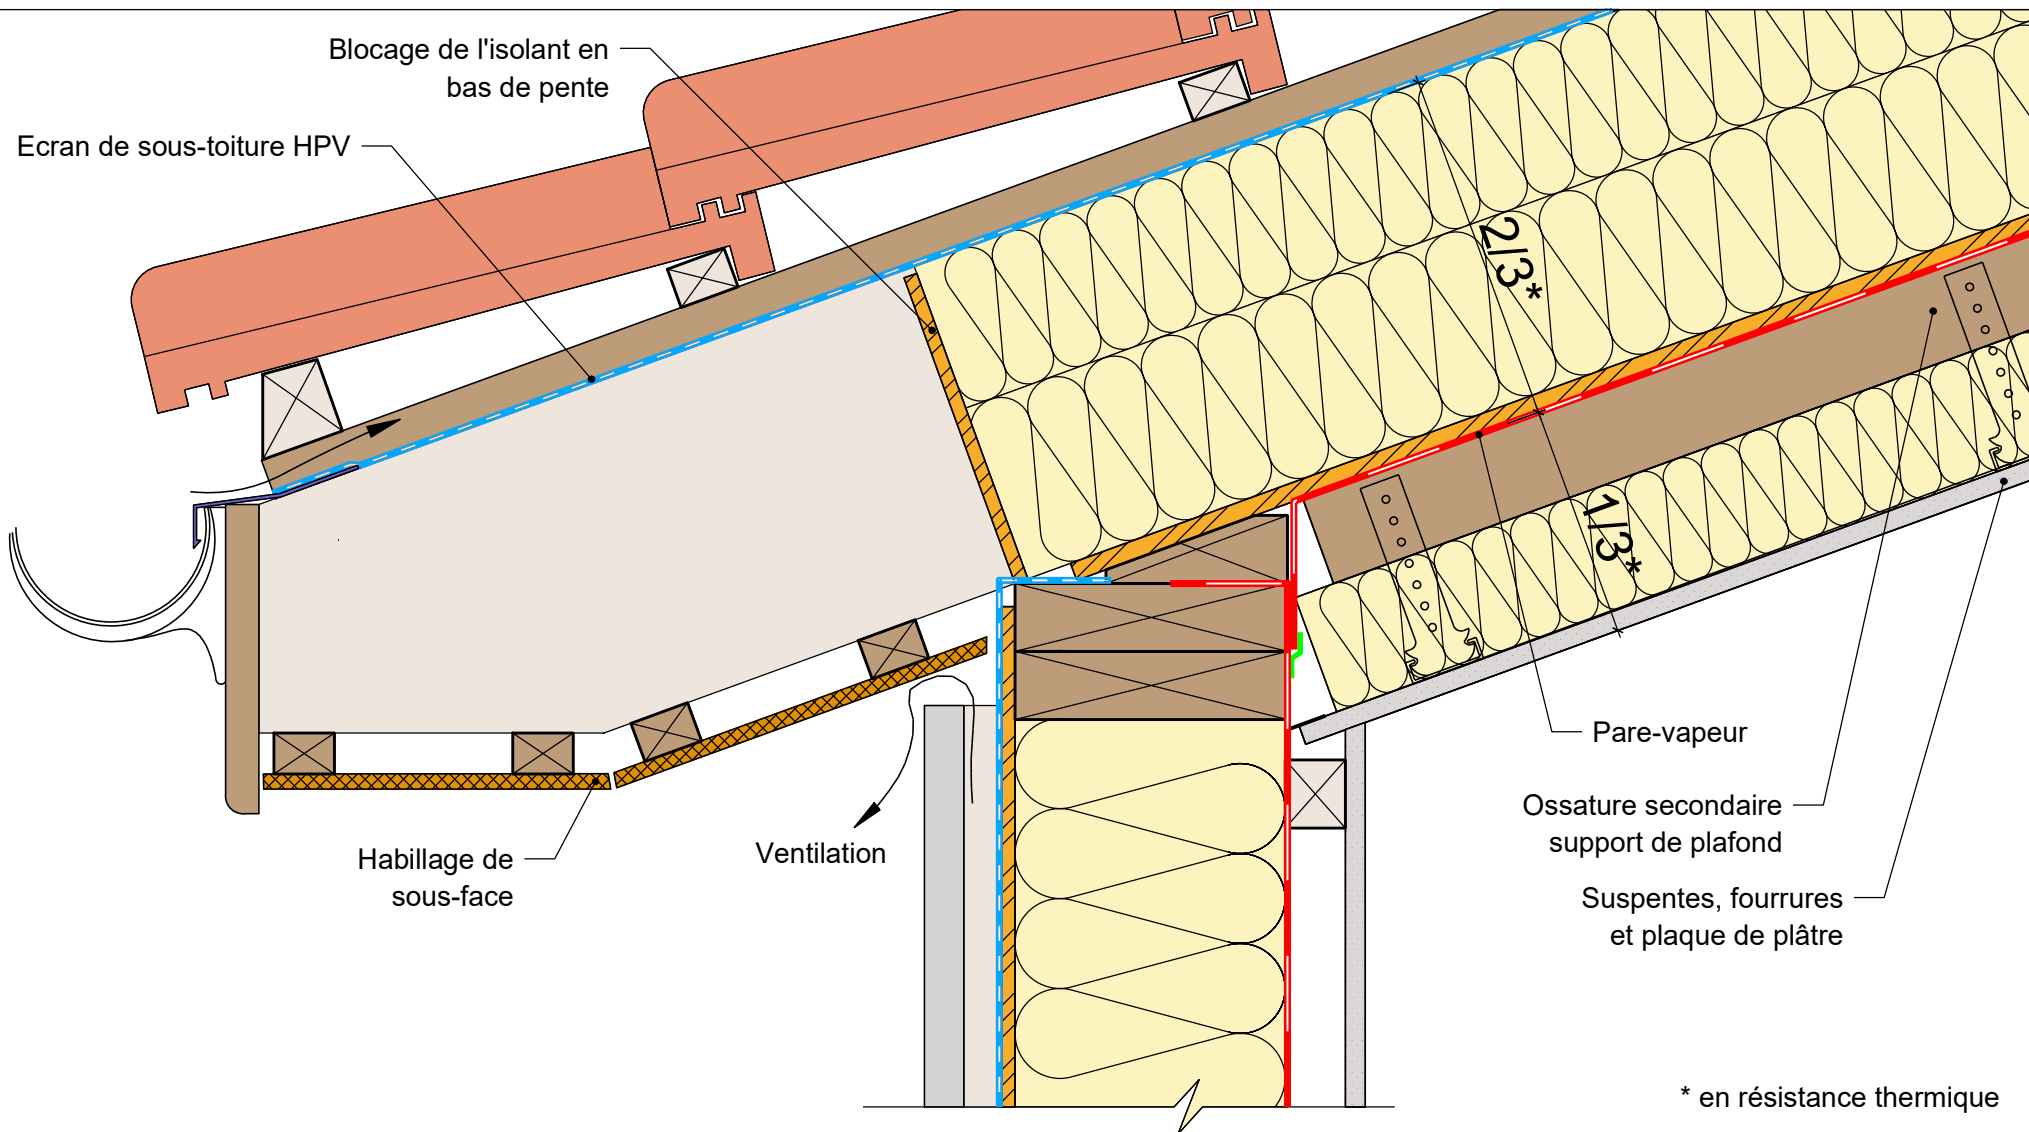 Blocage de l'isolant en
bas de pente
Ecran de sous-toiture HPV
2/3*
1/3*
Pare-vapeur
Ossature secondaire
support de plafond
Ventilation
Habillage de
sous-face
Suspentes, fourrures
et plaque de plâtre
* en résistance thermique